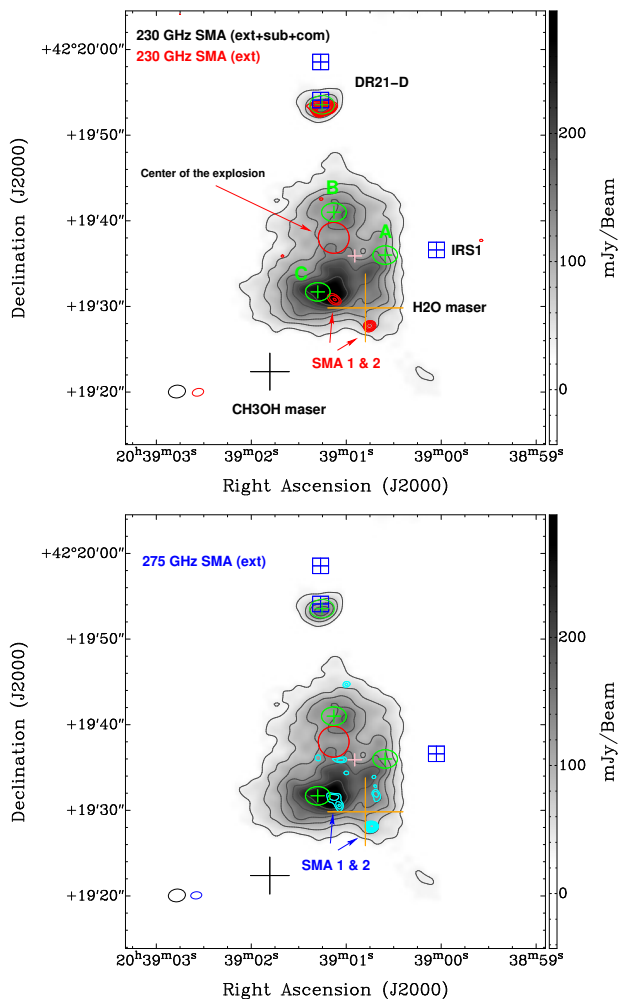 230 GHz SMA (ext+sub+com)
+42°20′00″
230 GHz SMA (ext)
DR21−D
+19′50″
200
Center of the explosion
B
+19′40″
A
IRS1
C
100
+19′30″
H2O maser
SMA 1 & 2
+19′20″
0
CH3OH maser
20ʰ39ᵐ03ˢ 39ᵐ02ˢ 39ᵐ01ˢ 39ᵐ00ˢ 38ᵐ59ˢ
Right Ascension (J2000)
Declination (J2000)
mJy/Beam
+42°20′00″
275 GHz SMA (ext)
+19′50″
200
+19′40″
100
+19′30″
SMA 1 & 2
+19′20″
0
20ʰ39ᵐ03ˢ 39ᵐ02ˢ 39ᵐ01ˢ 39ᵐ00ˢ 38ᵐ59ˢ
Right Ascension (J2000)
Declination (J2000)
mJy/Beam